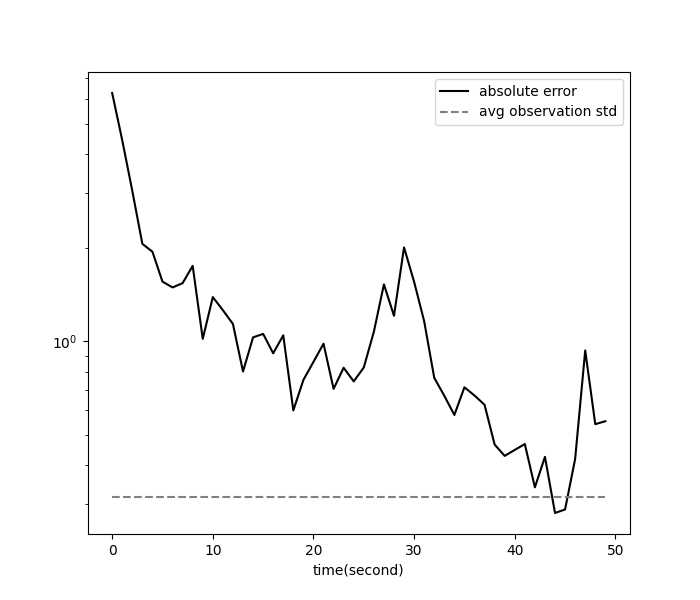 absolute error
avg observation std
10⁰
0 10 20 30 40 50
time(second)